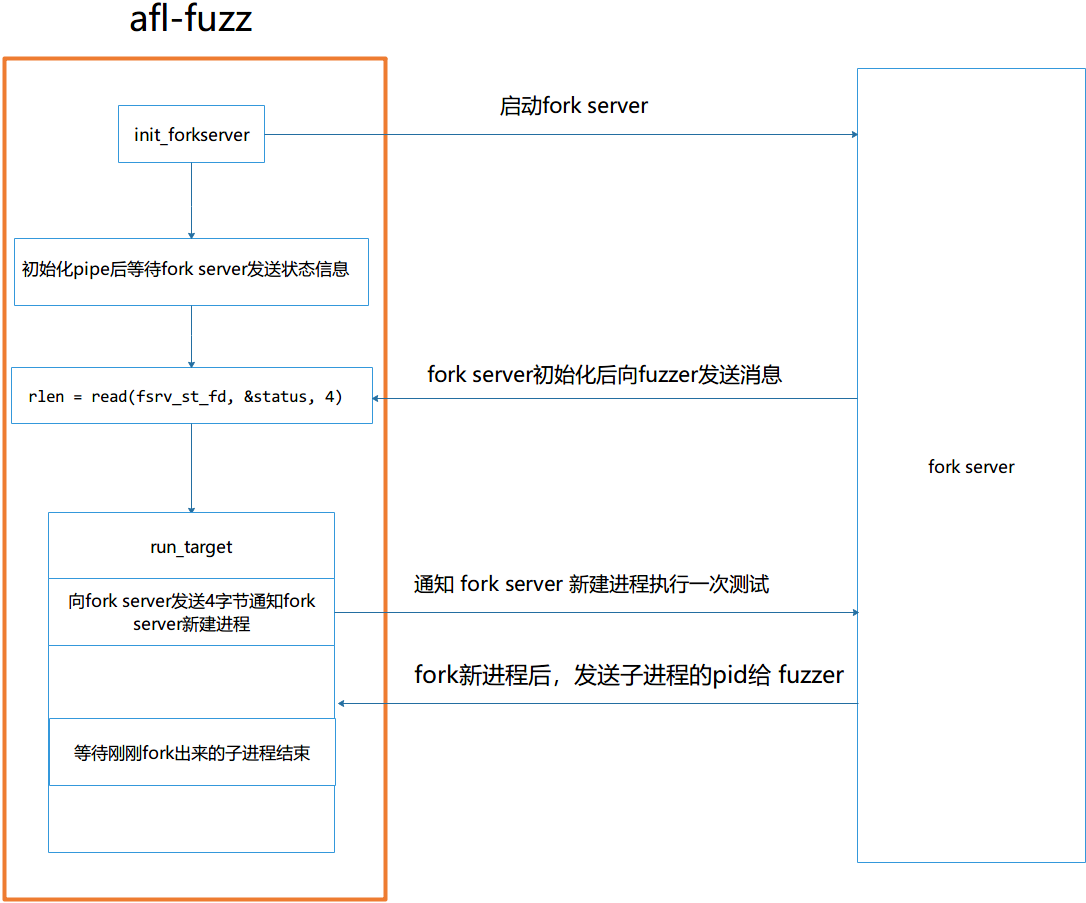 afl-fuzz
启动fork server
init_forkserver
初始化pipe后等待fork server发送状态信息
fork server初始化后向fuzzer发送消息
rlen = read(fsrv_st_fd, &status, 4)
fork server
run_target
通知 fork server 新建进程执行一次测试
向fork server发送4字节通知fork
server新建进程
fork新进程后，发送子进程的pid给 fuzzer
等待刚刚fork出来的子进程结束